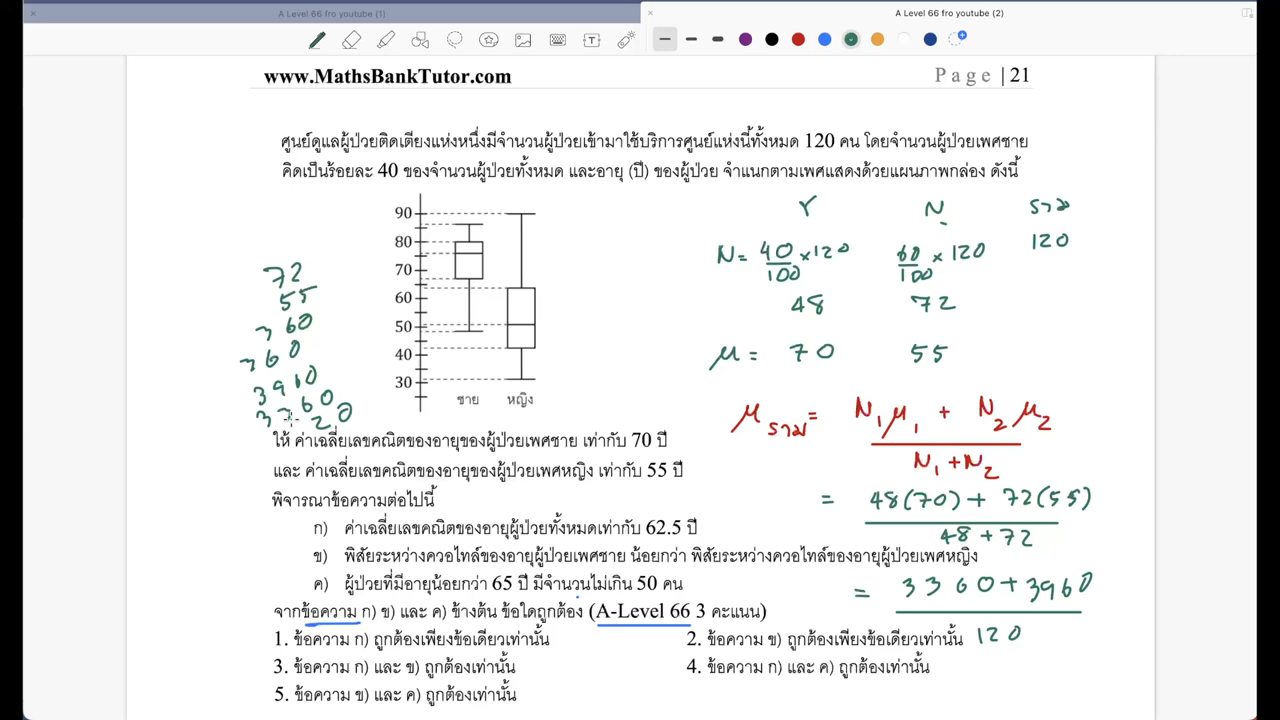 A Level 66 fro youtube (1)
A Level 66 fro youtube (2)
www.MathsBankTutor.com
Page | 21
ศูนย์ดูแลผู้ป่วยติดเตียงแห่งหนึ่งมีจำนวนผู้ป่วยเข้ามาใช้บริการศูนย์แห่งนี้ทั้งหมด 120 คน โดยจำนวนผู้ป่วยเพศชาย
คิดเป็นร้อยละ 40 ของจำนวนผู้ป่วยทั้งหมด และอายุ (ปี) ของผู้ป่วย จำแนกตามเพศแสดงด้วยแผนภาพกล่อง ดังนี้
90
80
70
60
50
40
30
ชาย หญิง
72
55
360
360
3960
3360
20
ช ญ รวม
N = 40/100 × 120 60/100 × 120 120
48 72
μ = 70 55
μรวม = N₁μ₁ + N₂μ₂
N₁ + N₂
= 48(70) + 72(55)
48 + 72
= 3360 + 3960
120
ให้ ค่าเฉลี่ยเลขคณิตของอายุของผู้ป่วยเพศชาย เท่ากับ 70 ปี
และ ค่าเฉลี่ยเลขคณิตของอายุของผู้ป่วยเพศหญิง เท่ากับ 55 ปี
พิจารณาข้อความต่อไปนี้
ก) ค่าเฉลี่ยเลขคณิตของอายุผู้ป่วยทั้งหมดเท่ากับ 62.5 ปี
ข) พิสัยระหว่างควอไทล์ของอายุผู้ป่วยเพศชาย น้อยกว่า พิสัยระหว่างควอไทล์ของอายุผู้ป่วยเพศหญิง
ค) ผู้ป่วยที่มีอายุน้อยกว่า 65 ปี มีจำนวนไม่เกิน 50 คน
จากข้อความ ก) ข) และ ค) ข้างต้น ข้อใดถูกต้อง (A-Level 66 3 คะแนน)
1. ข้อความ ก) ถูกต้องเพียงข้อเดียวเท่านั้น 2. ข้อความ ข) ถูกต้องเพียงข้อเดียวเท่านั้น
3. ข้อความ ก) และ ข) ถูกต้องเท่านั้น 4. ข้อความ ก) และ ค) ถูกต้องเท่านั้น
5. ข้อความ ข) และ ค) ถูกต้องเท่านั้น